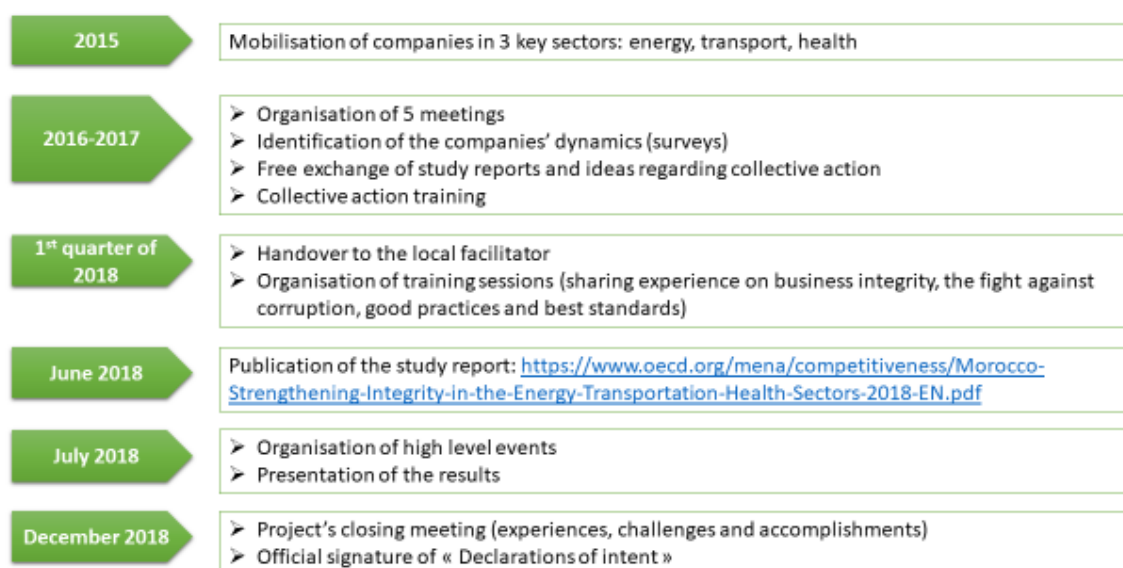 2015
Mobilisation of companies in 3 key sectors: energy, transport, health
2016-2017
➢ Organisation of 5 meetings
➢ Identification of the companies’ dynamics (surveys)
➢ Free exchange of study reports and ideas regarding collective action
➢ Collective action training
1st quarter of
2018
➢ Handover to the local facilitator
➢ Organisation of training sessions (sharing experience on business integrity, the fight against
corruption, good practices and best standards)
June 2018
Publication of the study report: https://www.oecd.org/mena/competitiveness/Morocco-
Strengthening-Integrity-in-the-Energy-Transportation-Health-Sectors-2018-EN.pdf
July 2018
➢ Organisation of high level events
➢ Presentation of the results
December 2018
➢ Project’s closing meeting (experiences, challenges and accomplishments)
➢ Official signature of « Declarations of intent »